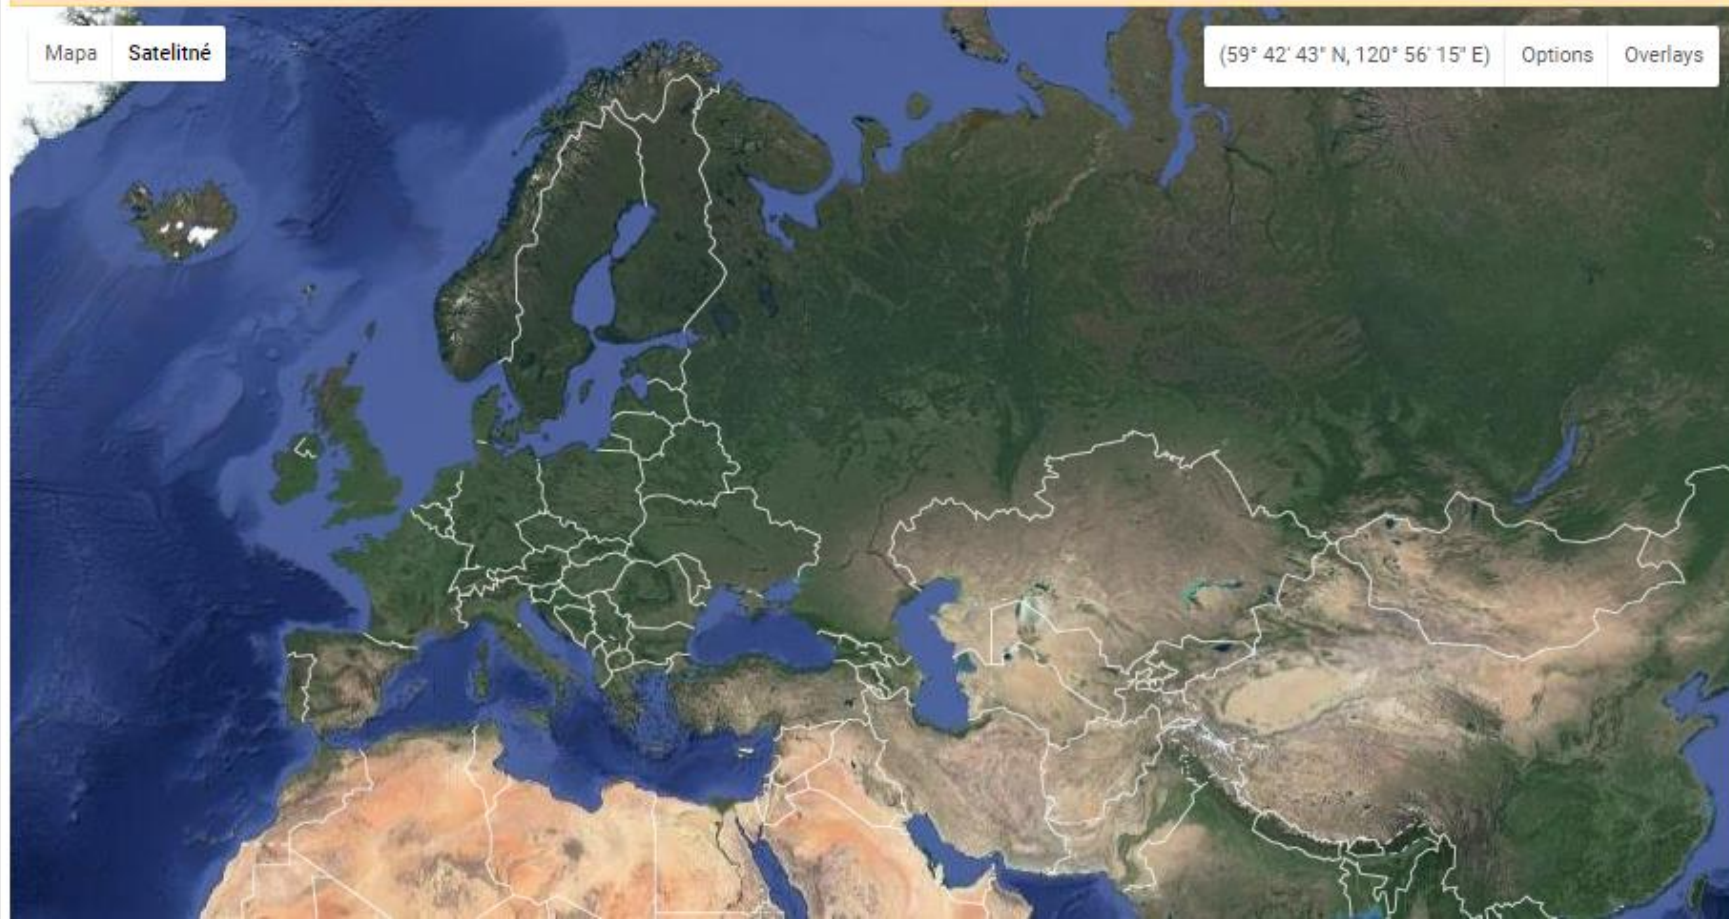 Mapa Satelitné
(59° 42' 43" N, 120° 56' 15" E) Options Overlays